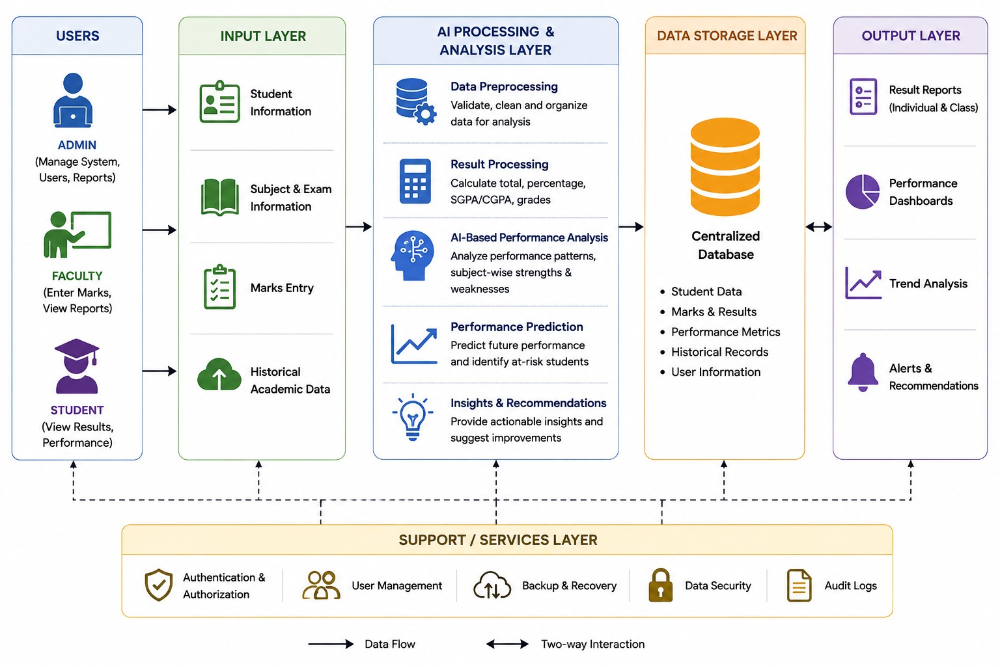 USERS
ADMIN
(Manage System,
Users, Reports)
FACULTY
(Enter Marks,
View Reports)
STUDENT
(View Results,
Performance)
INPUT LAYER
Student
Information
Subject & Exam
Information
Marks Entry
Historical
Academic Data
AI PROCESSING &
ANALYSIS LAYER
Data Preprocessing
Validate, clean and organize
data for analysis
Result Processing
Calculate total, percentage,
SGPA/CGPA, grades
AI-Based Performance Analysis
Analyze performance patterns,
subject-wise strengths &
weaknesses
Performance Prediction
Predict future performance
and identify at-risk students
Insights & Recommendations
Provide actionable insights and
suggest improvements
DATA STORAGE LAYER
Centralized
Database
• Student Data
• Marks & Results
• Performance Metrics
• Historical Records
• User Information
OUTPUT LAYER
Result Reports
(Individual & Class)
Performance
Dashboards
Trend Analysis
Alerts &
Recommendations
SUPPORT / SERVICES LAYER
Authentication &
Authorization
User Management
Backup & Recovery
Data Security
Audit Logs
Data Flow
Two-way Interaction